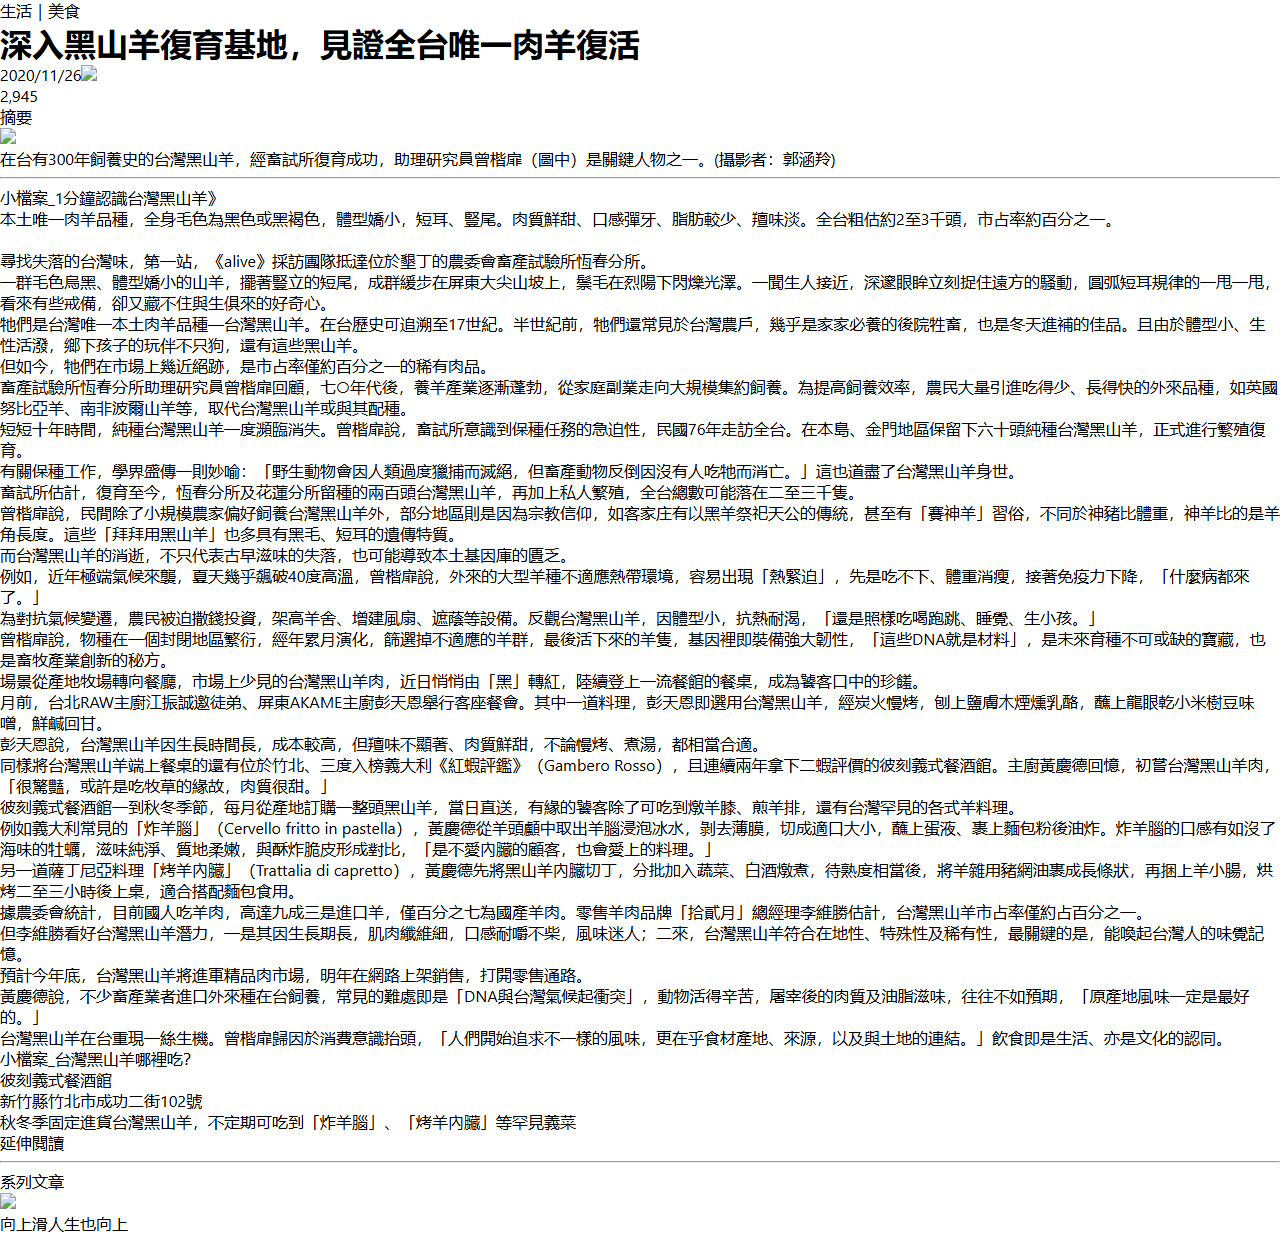 生活 | 美食
深入黑山羊復育基地，見證全台唯一肉羊復活
2020/11/26
2,945
摘要
在台有300年飼養史的台灣黑山羊，經畜試所復育成功，助理研究員曾楷扉（圖中）是關鍵人物之一。(攝影者：郭涵羚)
小檔案_1分鐘認識台灣黑山羊》
本土唯一肉羊品種，全身毛色為黑色或黑褐色，體型嬌小，短耳、豎尾。肉質鮮甜、口感彈牙、脂肪較少、羶味淡。全台粗估約2至3千頭，市占率約百分之一。
尋找失落的台灣味，第一站，《alive》採訪團隊抵達位於墾丁的農委會畜產試驗所恆春分所。
一群毛色烏黑、體型嬌小的山羊，擺著豎立的短尾，成群緩步在屏東大尖山坡上，鬃毛在烈陽下閃爍光澤。一聞生人接近，深邃眼眸立刻捉住遠方的騷動，圓弧短耳規律的一甩一甩，
看來有些戒備，卻又藏不住與生俱來的好奇心。
牠們是台灣唯一本土肉羊品種—台灣黑山羊。在台歷史可追溯至17世紀。半世紀前，牠們還常見於台灣農戶，幾乎是家家必養的後院牲畜，也是冬天進補的佳品。且由於體型小、生
性活潑，鄉下孩子的玩伴不只狗，還有這些黑山羊。
但如今，牠們在市場上幾近絕跡，是市占率僅約百分之一的稀有肉品。
畜產試驗所恆春分所助理研究員曾楷扉回顧，七〇年代後，養羊產業逐漸蓬勃，從家庭副業走向大規模集約飼養。為提高飼養效率，農民大量引進吃得少、長得快的外來品種，如英國
努比亞羊、南非波爾山羊等，取代台灣黑山羊或與其配種。
短短十年時間，純種台灣黑山羊一度瀕臨消失。曾楷扉說，畜試所意識到保種任務的急迫性，民國76年走訪全台。在本島、金門地區保留下六十頭純種台灣黑山羊，正式進行繁殖復
育。
有關保種工作，學界盛傳一則妙喻：「野生動物會因人類過度獵捕而滅絕，但畜產動物反倒因沒有人吃牠而消亡。」這也道盡了台灣黑山羊身世。
畜試所估計，復育至今，恆春分所及花蓮分所留種的兩百頭台灣黑山羊，再加上私人繁殖，全台總數可能落在二至三千隻。
曾楷扉說，民間除了小規模農家偏好飼養台灣黑山羊外，部分地區則是因為宗教信仰，如客家庄有以黑羊祭祀天公的傳統，甚至有「賽神羊」習俗，不同於神豬比體重，神羊比的是羊
角長度。這些「拜拜用黑山羊」也多具有黑毛、短耳的遺傳特質。
而台灣黑山羊的消逝，不只代表古早滋味的失落，也可能導致本土基因庫的匱乏。
例如，近年極端氣候來襲，夏天幾乎飆破40度高溫，曾楷扉說，外來的大型羊種不適應熱帶環境，容易出現「熱緊迫」，先是吃不下、體重消瘦，接著免疫力下降，「什麼病都來
了。」
為對抗氣候變遷，農民被迫撒錢投資，架高羊舍、增建風扇、遮蔭等設備。反觀台灣黑山羊，因體型小，抗熱耐渴，「還是照樣吃喝跑跳、睡覺、生小孩。」
曾楷扉說，物種在一個封閉地區繁衍，經年累月演化，篩選掉不適應的羊群，最後活下來的羊隻，基因裡即裝備強大韌性，「這些DNA就是材料」，是未來育種不可或缺的寶藏，也
是畜牧產業創新的秘方。
場景從產地牧場轉向餐廳，市場上少見的台灣黑山羊肉，近日悄悄由「黑」轉紅，陸續登上一流餐館的餐桌，成為饕客口中的珍饈。
月前，台北RAW主廚江振誠邀徒弟、屏東AKAME主廚彭天恩舉行客座餐會。其中一道料理，彭天恩即選用台灣黑山羊，經炭火慢烤，刨上鹽膚木煙燻乳酪，蘸上龍眼乾小米樹豆味
噌，鮮鹹回甘。
彭天恩說，台灣黑山羊因生長時間長，成本較高，但羶味不顯著、肉質鮮甜，不論慢烤、煮湯，都相當合適。
同樣將台灣黑山羊端上餐桌的還有位於竹北、三度入榜義大利《紅蝦評鑑》（Gambero Rosso），且連續兩年拿下二蝦評價的彼刻義式餐酒館。主廚黃慶德回憶，初嘗台灣黑山羊肉，
「很驚豔，或許是吃牧草的緣故，肉質很甜。」
彼刻義式餐酒館一到秋冬季節，每月從產地訂購一整頭黑山羊，當日直送，有緣的饕客除了可吃到燉羊膝、煎羊排，還有台灣罕見的各式羊料理。
例如義大利常見的「炸羊腦」（Cervello fritto in pastella），黃慶德從羊頭顱中取出羊腦浸泡冰水，剝去薄膜，切成適口大小，蘸上蛋液、裹上麵包粉後油炸。炸羊腦的口感有如沒了
海味的牡蠣，滋味純淨、質地柔嫩，與酥炸脆皮形成對比，「是不愛內臟的顧客，也會愛上的料理。」
另一道薩丁尼亞料理「烤羊內臟」（Trattalia di capretto），黃慶德先將黑山羊內臟切丁，分批加入蔬菜、白酒燉煮，待熟度相當後，將羊雜用豬網油裹成長條狀，再捆上羊小腸，烘
烤二至三小時後上桌，適合搭配麵包食用。
據農委會統計，目前國人吃羊肉，高達九成三是進口羊，僅百分之七為國產羊肉。零售羊肉品牌「拾貳月」總經理李維勝估計，台灣黑山羊市占率僅約占百分之一。
但李維勝看好台灣黑山羊潛力，一是其因生長期長，肌肉纖維細，口感耐嚼不柴，風味迷人；二來，台灣黑山羊符合在地性、特殊性及稀有性，最關鍵的是，能喚起台灣人的味覺記
憶。
預計今年底，台灣黑山羊將進軍精品肉市場，明年在網路上架銷售，打開零售通路。
黃慶德說，不少畜產業者進口外來種在台飼養，常見的難處即是「DNA與台灣氣候起衝突」，動物活得辛苦，屠宰後的肉質及油脂滋味，往往不如預期，「原產地風味一定是最好
的。」
台灣黑山羊在台重現一絲生機。曾楷扉歸因於消費意識抬頭，「人們開始追求不一樣的風味，更在乎食材產地、來源，以及與土地的連結。」飲食即是生活、亦是文化的認同。
小檔案_台灣黑山羊哪裡吃?
彼刻義式餐酒館
新竹縣竹北市成功二街102號
秋冬季固定進貨台灣黑山羊，不定期可吃到「炸羊腦」、「烤羊內臟」等罕見義菜
延伸閱讀
系列文章
向上滑人生也向上